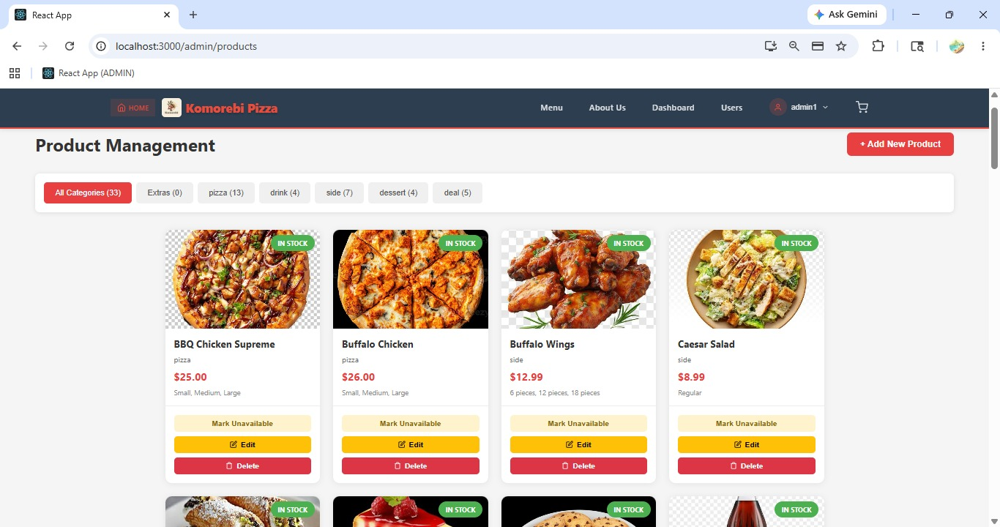 React App
Ask Gemini
localhost:3000/admin/products
React App (ADMIN)
HOME
Komorebi Pizza
Menu
About Us
Dashboard
Users
admin1
Product Management
+ Add New Product
All Categories (33)
Extras (0)
pizza (13)
drink (4)
side (7)
dessert (4)
deal (5)
IN STOCK
IN STOCK
IN STOCK
IN STOCK
BBQ Chicken Supreme
pizza
$25.00
Small, Medium, Large
Mark Unavailable
Edit
Delete
Buffalo Chicken
pizza
$26.00
Small, Medium, Large
Mark Unavailable
Edit
Delete
Buffalo Wings
side
$12.99
6 pieces, 12 pieces, 18 pieces
Mark Unavailable
Edit
Delete
Caesar Salad
side
$8.99
Regular
Mark Unavailable
Edit
Delete
IN STOCK
IN STOCK
IN STOCK
IN STOCK